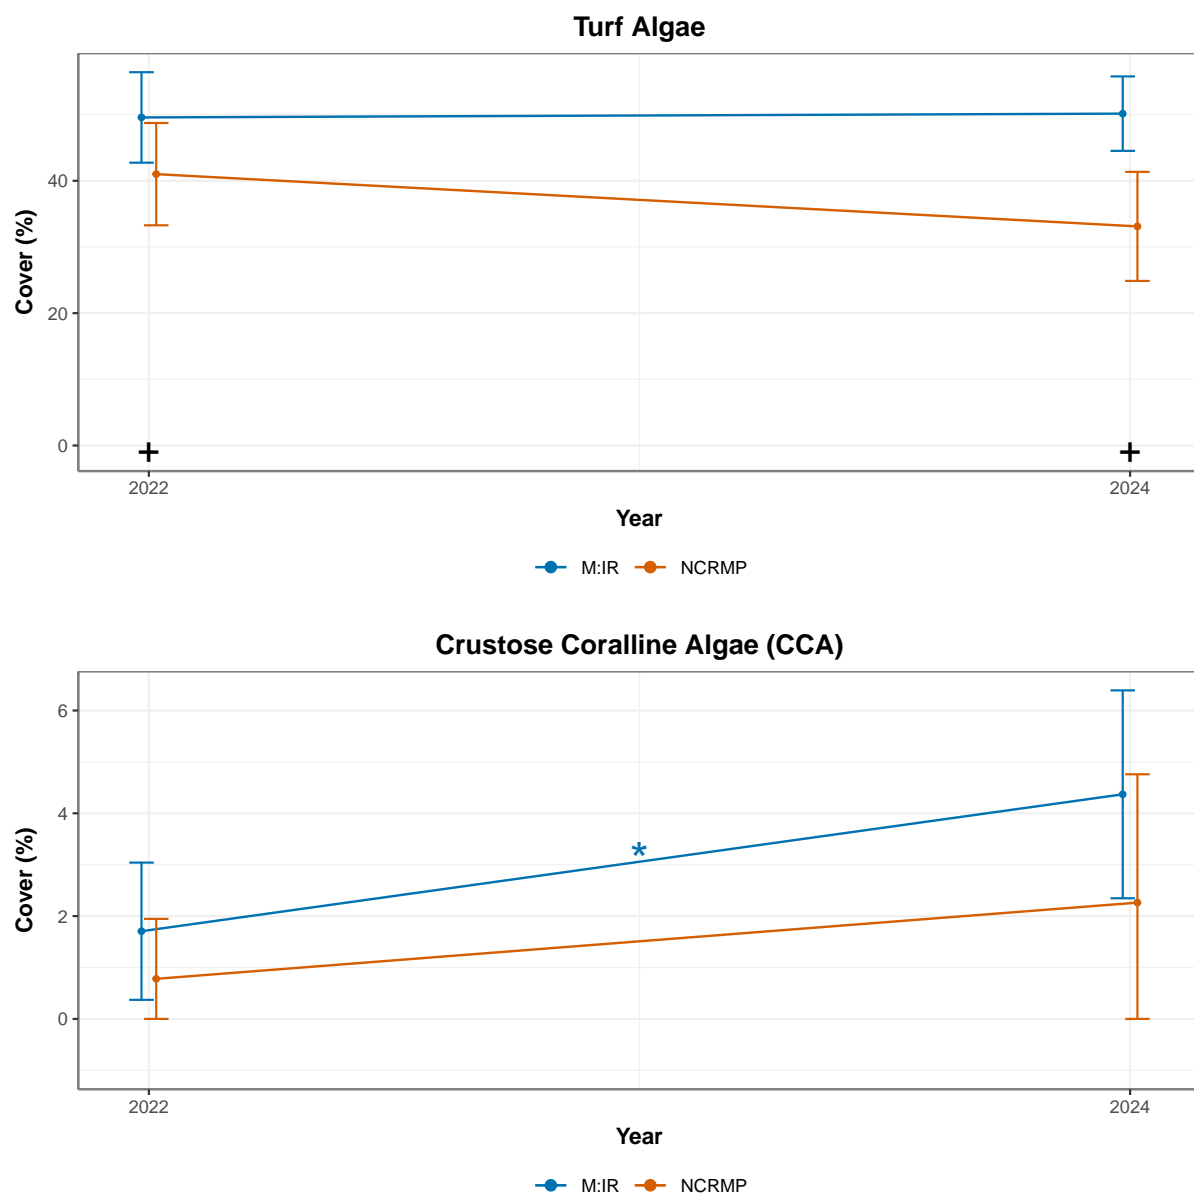 Turf Algae
Cover (%)
40
20
0
+ +
2022 2024
Year
M:IR NCRMP
Crustose Coralline Algae (CCA)
Cover (%)
6
4
*
2
0
2022 2024
Year
M:IR NCRMP